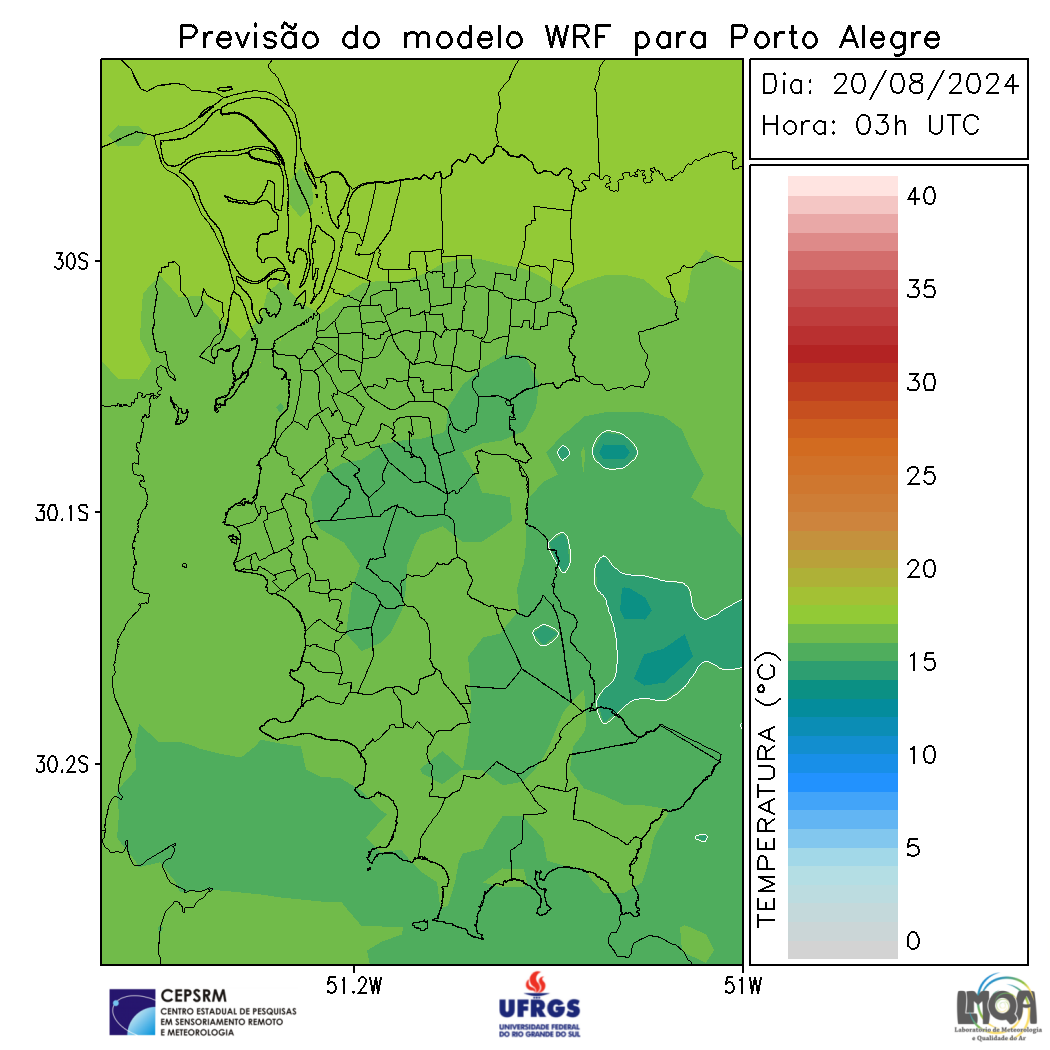 Previsão do modelo WRF para Porto Alegre
Dia: 20/08/2024
Hora: 03h UTC
40
35
30
25
20
15
10
5
0
TEMPERATURA (°C)
30S
30.1S
30.2S
51.2W
51W
CEPSRM
CENTRO ESTADUAL DE PESQUISAS
EM SENSORIAMENTO REMOTO
E METEOROLOGIA
UFRGS
UNIVERSIDADE FEDERAL
DO RIO GRANDE DO SUL
LMQA
Laboratório de Meteorologia
e Qualidade do Ar